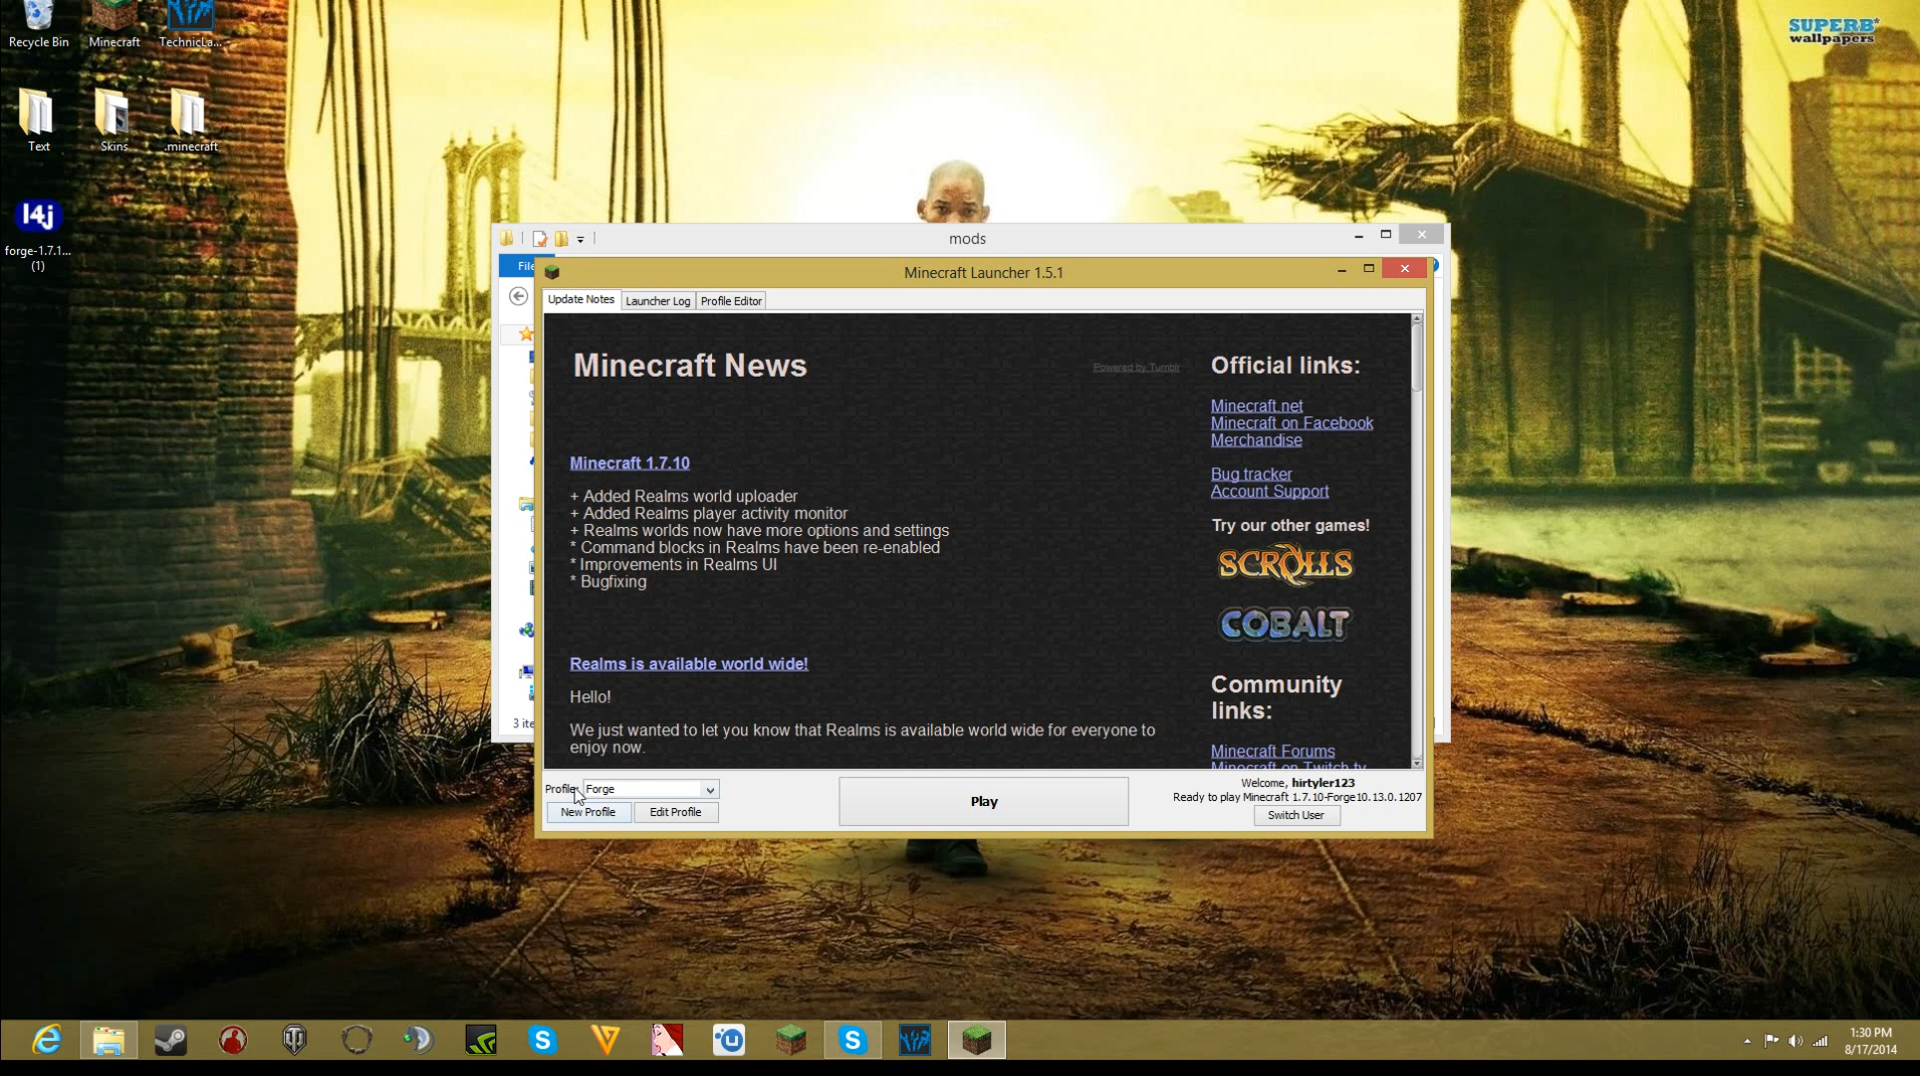 Recycle Bin
Minecraft
TechnicLa...
SUPERB*
wallpapers
Text
Skins
.minecraft
l4j
forge-1.7.1...
(1)
mods
File
Minecraft Launcher 1.5.1
Update Notes
Launcher Log
Profile Editor
Minecraft News
Powered by Tumblr
Official links:
Minecraft.net
Minecraft on Facebook
Merchandise
Bug tracker
Account Support
Try our other games!
SCROLLS
COBALT
Community
links:
Minecraft Forums
Minecraft on Twitch.tv
Minecraft 1.7.10
+ Added Realms world uploader
+ Added Realms player activity monitor
+ Realms worlds now have more options and settings
* Command blocks in Realms have been re-enabled
* Improvements in Realms UI
* Bugfixing
Realms is available world wide!
Hello!
We just wanted to let you know that Realms is available world wide for everyone to
enjoy now.
3 ite
Profile:
Forge
New Profile
Edit Profile
Play
Welcome, hirtyler123
Ready to play Minecraft 1.7.10-Forge10.13.0.1207
Switch User
1:30 PM
8/17/2014